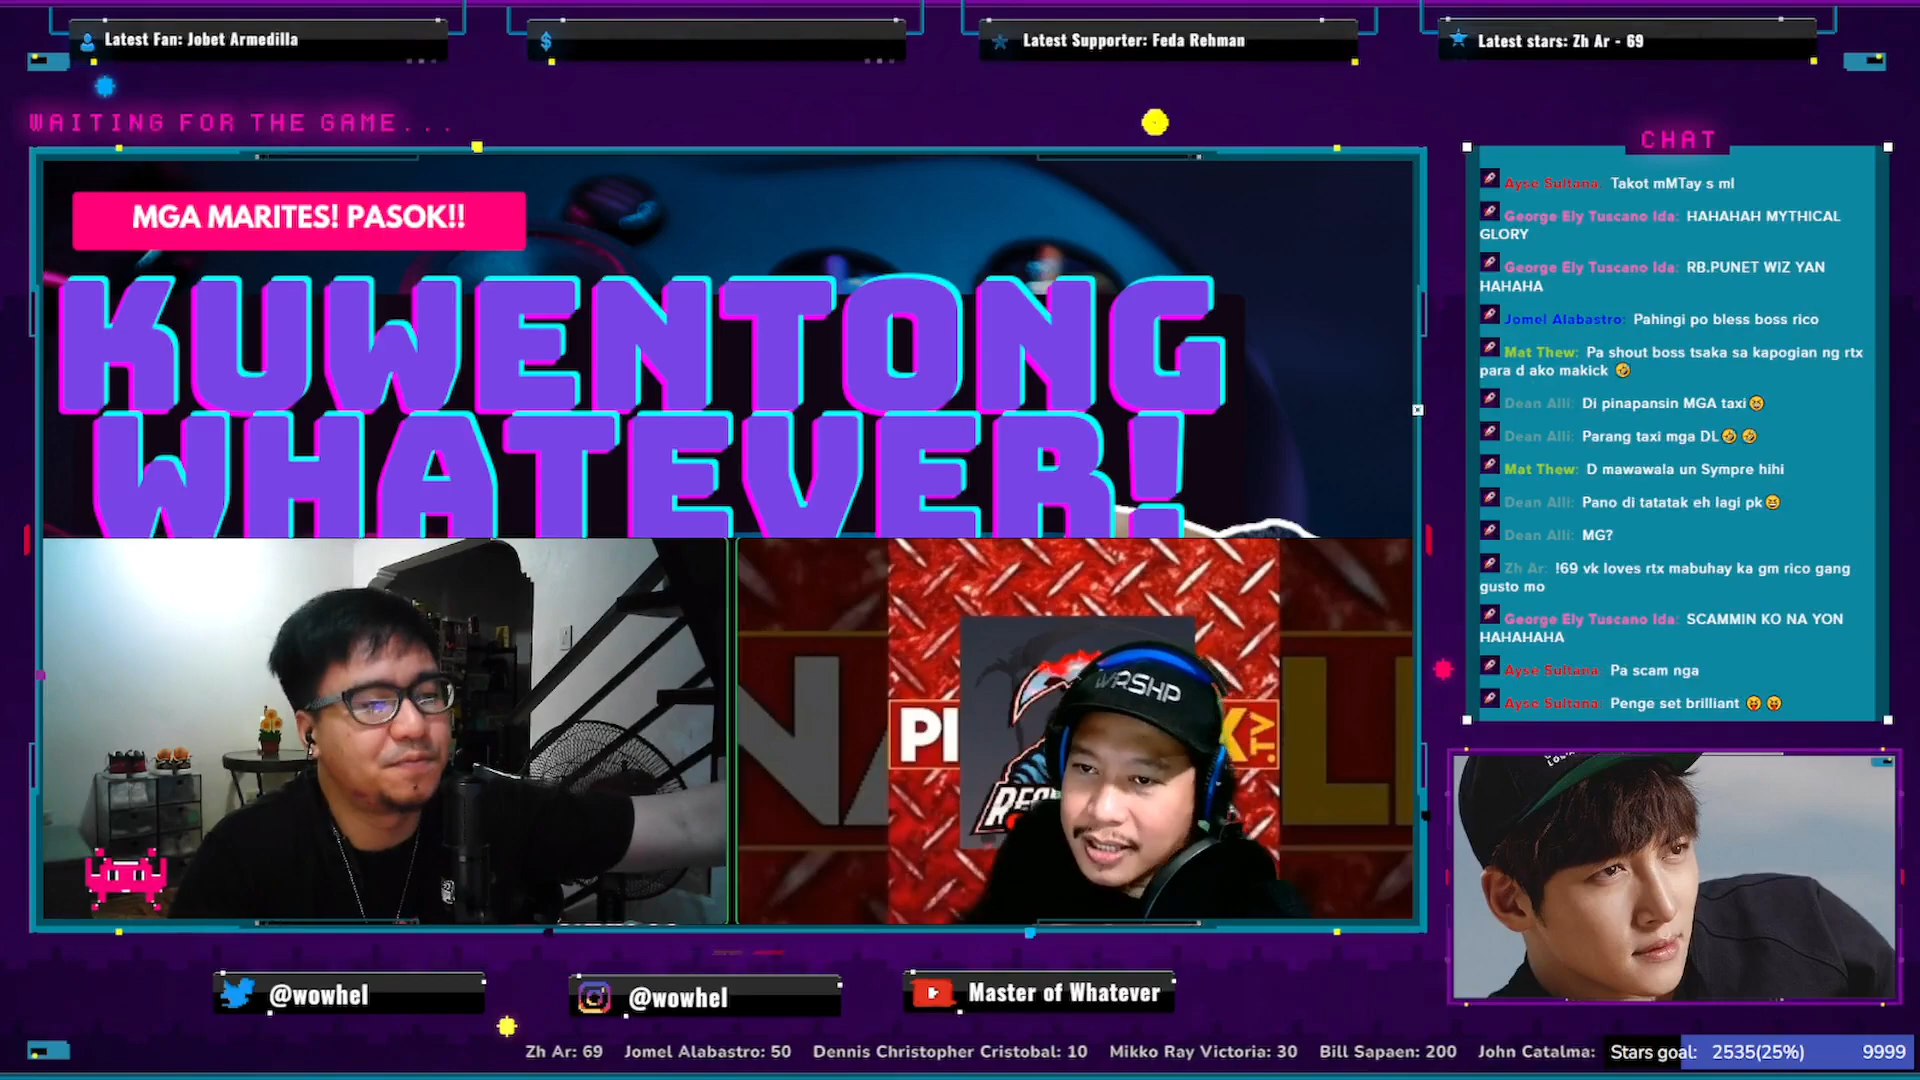 Latest Fan: Jobet Armedilla
Latest Supporter: Feda Rehman
Latest stars: Zh Ar - 69
WAITING FOR THE GAME...
MGA MARITES! PASOK!!
KUWENTONG
WHATEVER!
CHAT
Ayse Sultana: Takot mMTay s ml
George Ely Tuscano Ida: HAHAHAH MYTHICAL
GLORY
George Ely Tuscano Ida: RB.PUNET WIZ YAN
HAHAHA
Jomel Alabastro: Pahingi po bless boss rico
Mat Thew: Pa shout boss tsaka sa kapogian ng rtx
para d ako makick 🤣
Dean Alli: Di pinapansin MGA taxi😆
Dean Alli: Parang taxi mga DL🤣 🤣
Mat Thew: D mawawala un Sympre hihi
Dean Alli: Pano di tatatak eh lagi pk😆
Dean Alli: MG?
Zh Ar: !69 vk loves rtx mabuhay ka gm rico gang
gusto mo
George Ely Tuscano Ida: SCAMMIN KO NA YON
HAHAHAHA
Ayse Sultana: Pa scam nga
Ayse Sultana: Penge set brilliant 😝 😝
WRSHP
.TV
@wowhel
@wowhel
Master of Whatever
Zh Ar: 69 Jomel Alabastro: 50 Dennis Christopher Cristobal: 10 Mikko Ray Victoria: 30 Bill Sapaen: 200 John Catalma:
Stars goal: 2535(25%) 9999